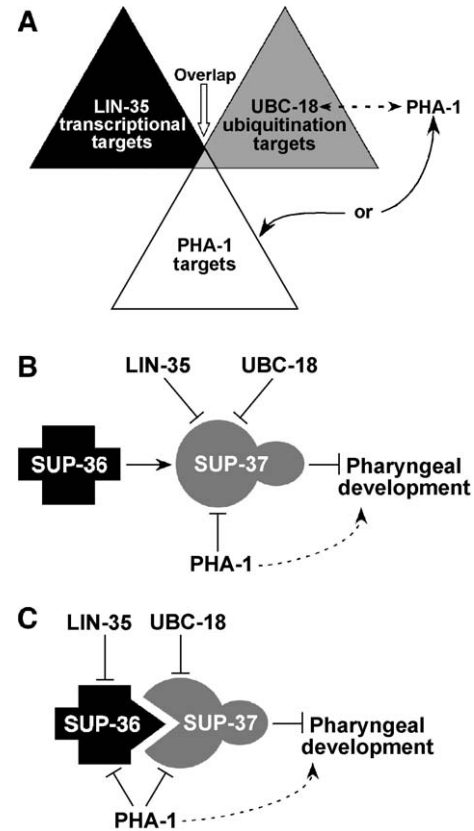 A
Overlap
LIN-35
transcriptional
targets
UBC-18
ubiquitination
targets
PHA-1
or
PHA-1
targets
B
LIN-35
UBC-18
SUP-36
SUP-37
Pharyngeal
development
PHA-1
C
LIN-35
UBC-18
SUP-36
SUP-37
Pharyngeal
development
PHA-1